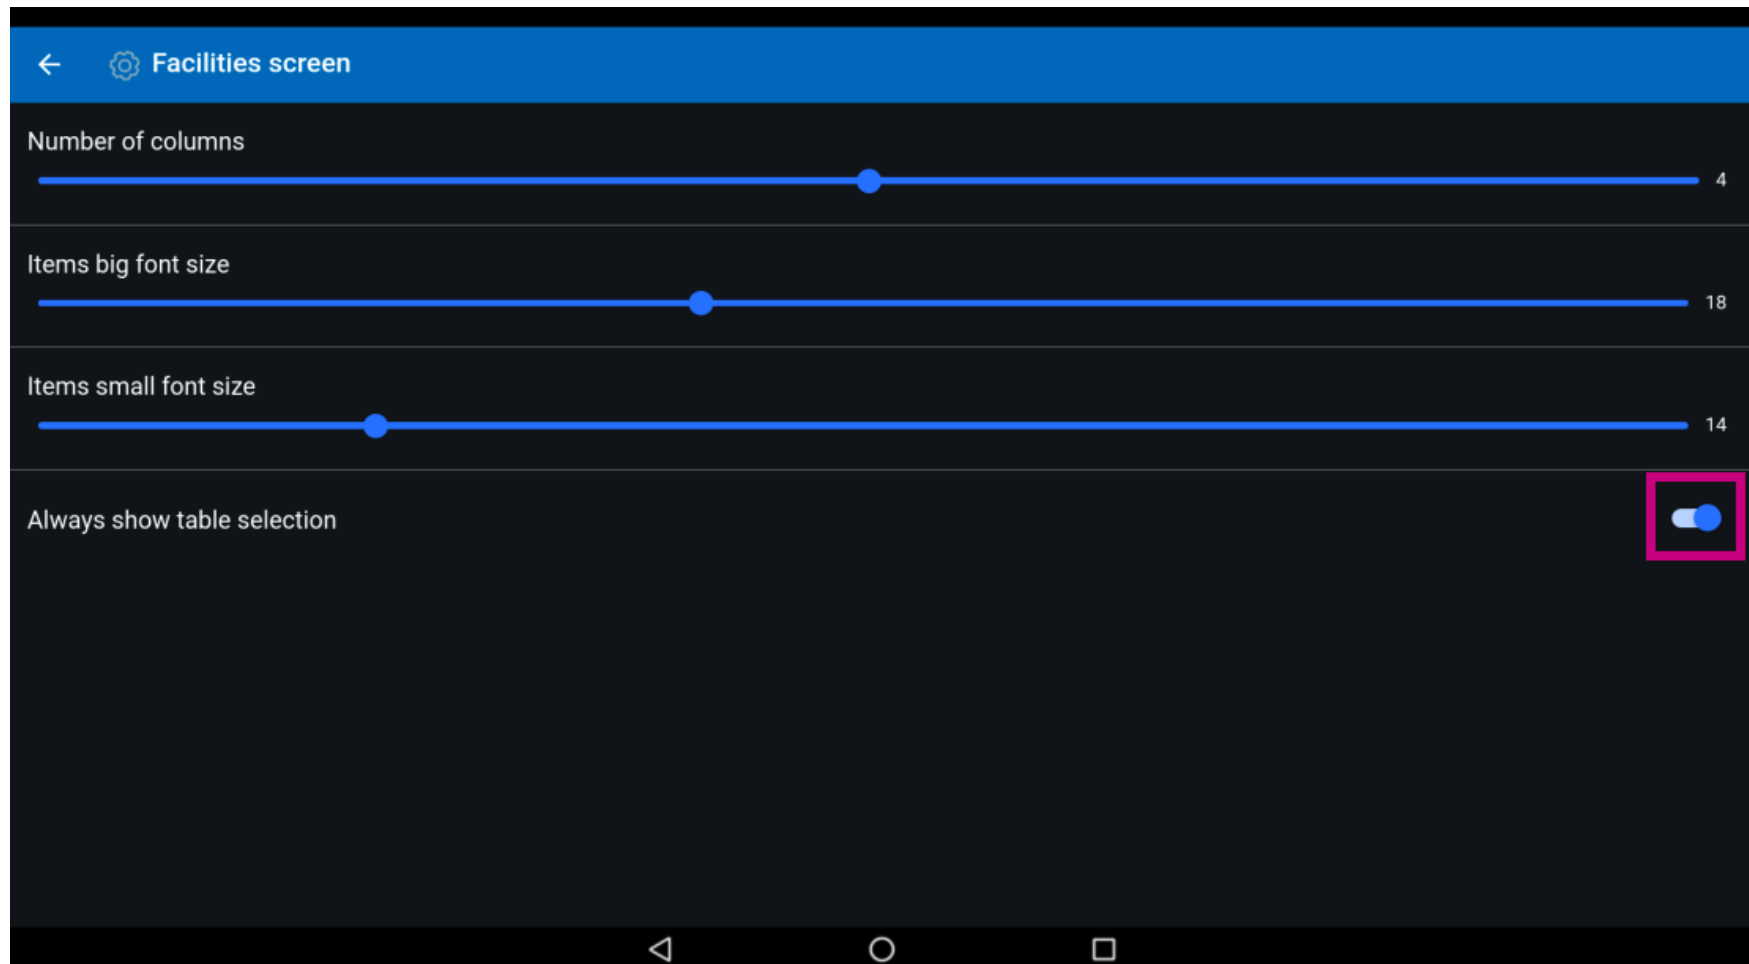 Facilities screen
Number of columns
4
Items big font size
18
Items small font size
14
Always show table selection